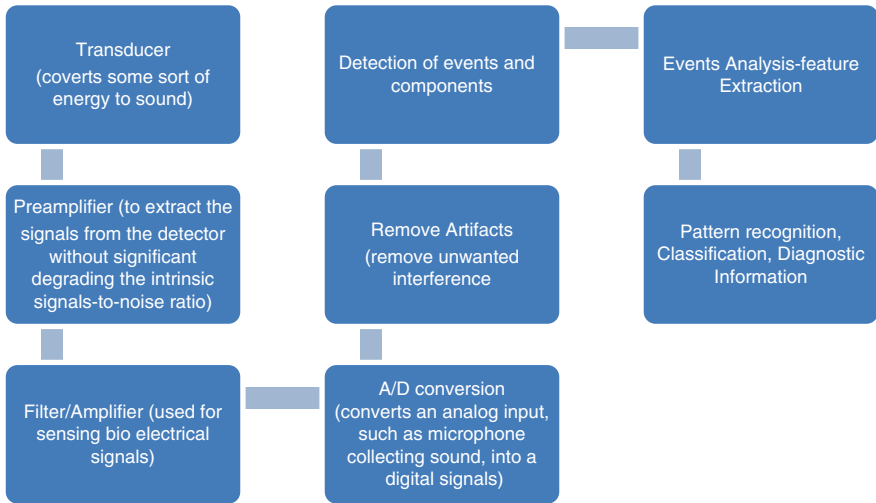 Transducer
(coverts some sort of
energy to sound)
Preamplifier (to extract the
signals from the detector
without significant
degrading the intrinsic
signals-to-noise ratio)
Filter/Amplifier (used for
sensing bio electrical
signals)
A/D conversion
(converts an analog input,
such as microphone
collecting sound, into a
digital signals)
Remove Artifacts
(remove unwanted
interference
Detection of events and
components
Events Analysis-feature
Extraction
Pattern recognition,
Classification, Diagnostic
Information